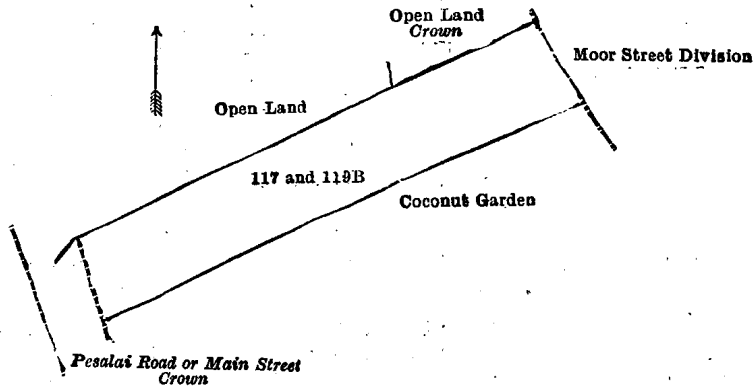 Open Land
Crown
Moor Street Division
Open Land
117 and 119B
Coconut Garden
Pesalai Road or Main Street
Crown